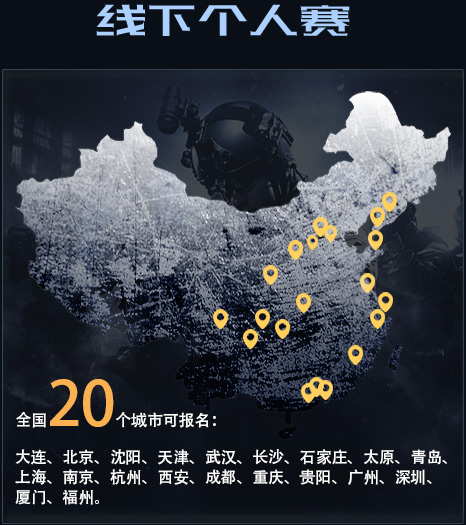 线下个人赛
全国20个城市可报名：
大连、北京、沈阳、天津、武汉、长沙、石家庄、太原、青岛、
上海、南京、杭州、西安、成都、重庆、贵阳、广州、深圳、
厦门、福州。